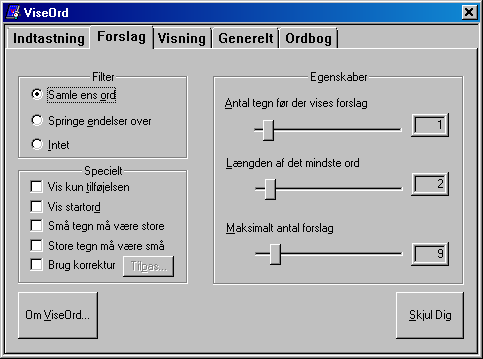 ViseOrd
Indtastning Forslag Visning Generelt Ordbog
Filter
Samle ens ord
Springe endelser over
Intet
Specielt
Vis kun tilføjelsen
Vis startord
Små tegn må være store
Store tegn må være små
Brug korrektur Tilpas...
Egenskaber
Antal tegn før der vises forslag
1
Længden af det mindste ord
2
Maksimalt antal forslag
9
Om ViseOrd... Skjul Dig